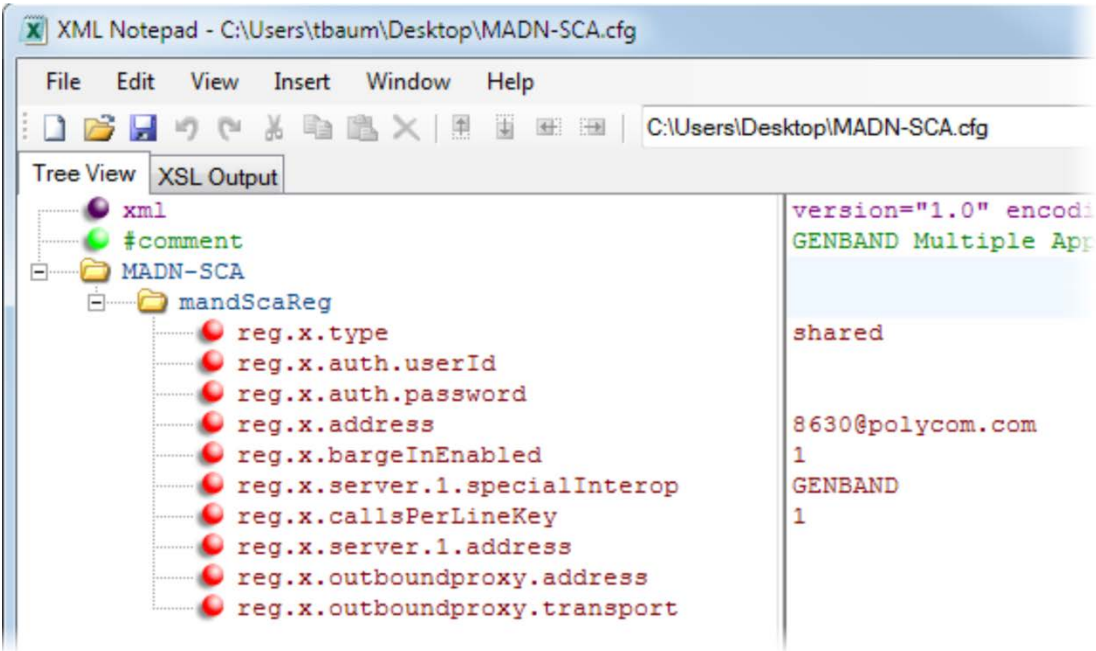 XML Notepad - C:\Users\tbaum\Desktop\MADN-SCA.cfg
File Edit View Insert Window Help
C:\Users\Desktop\MADN-SCA.cfg
Tree View XSL Output
xml version="1.0" encodi
#comment GENBAND Multiple App
MADN-SCA
mandScaReg
reg.x.type shared
reg.x.auth.userId
reg.x.auth.password
reg.x.address 8630@polycom.com
reg.x.bargeInEnabled 1
reg.x.server.1.specialInterop GENBAND
reg.x.callsPerLineKey 1
reg.x.server.1.address
reg.x.outboundproxy.address
reg.x.outboundproxy.transport